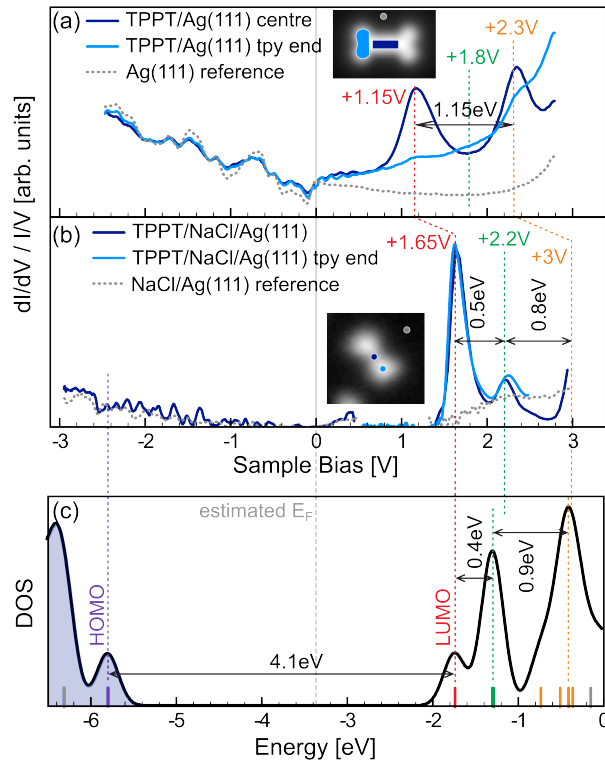 (a) TPPT/Ag(111) centre
TPPT/Ag(111) tpy end
Ag(111) reference
+1.15V
+1.8V
+2.3V
1.15eV
dI/dV / I/V [arb. units]
(b) TPPT/NaCl/Ag(111)
TPPT/NaCl/Ag(111) tpy end
NaCl/Ag(111) reference
+1.65V
+2.2V
+3V
0.5eV
0.8eV
-3 -2 -1 0 1 2 3
Sample Bias [V]
(c)
estimated E_F
DOS
HOMO
LUMO
0.4eV
0.9eV
4.1eV
-6 -5 -4 -3 -2 -1 0
Energy [eV]